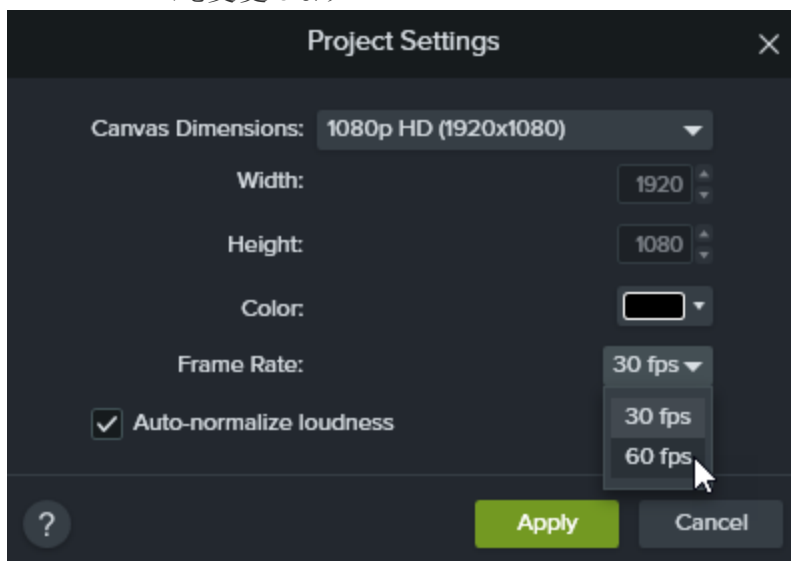 Project Settings
Canvas Dimensions: 1080p HD (1920x1080)
Width: 1920
Height: 1080
Color:
Frame Rate: 30 fps
Auto-normalize loudness
30 fps
60 fps
? Apply Cancel